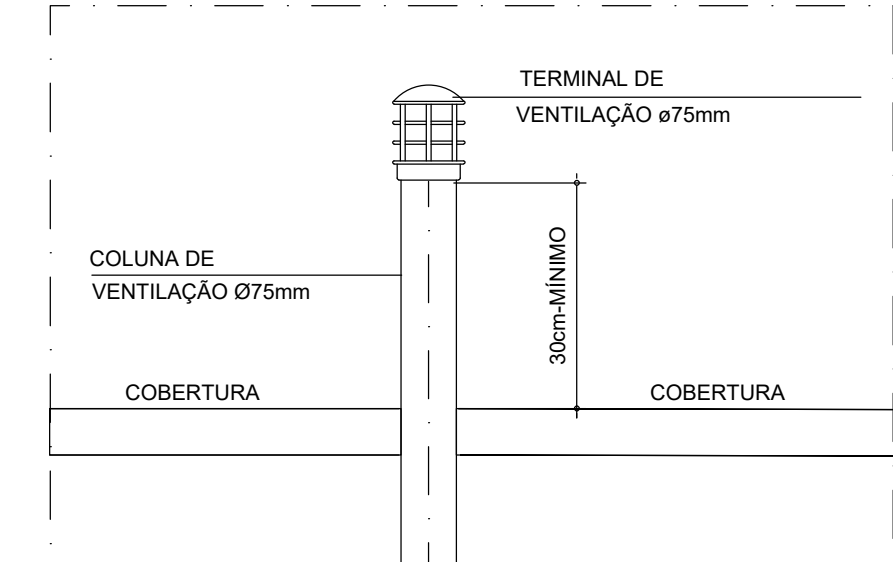 TERMINAL DE
VENTILAÇÃO ø75mm
COLUNA DE
VENTILAÇÃO Ø75mm
30cm-MÍNIMO
COBERTURA
COBERTURA